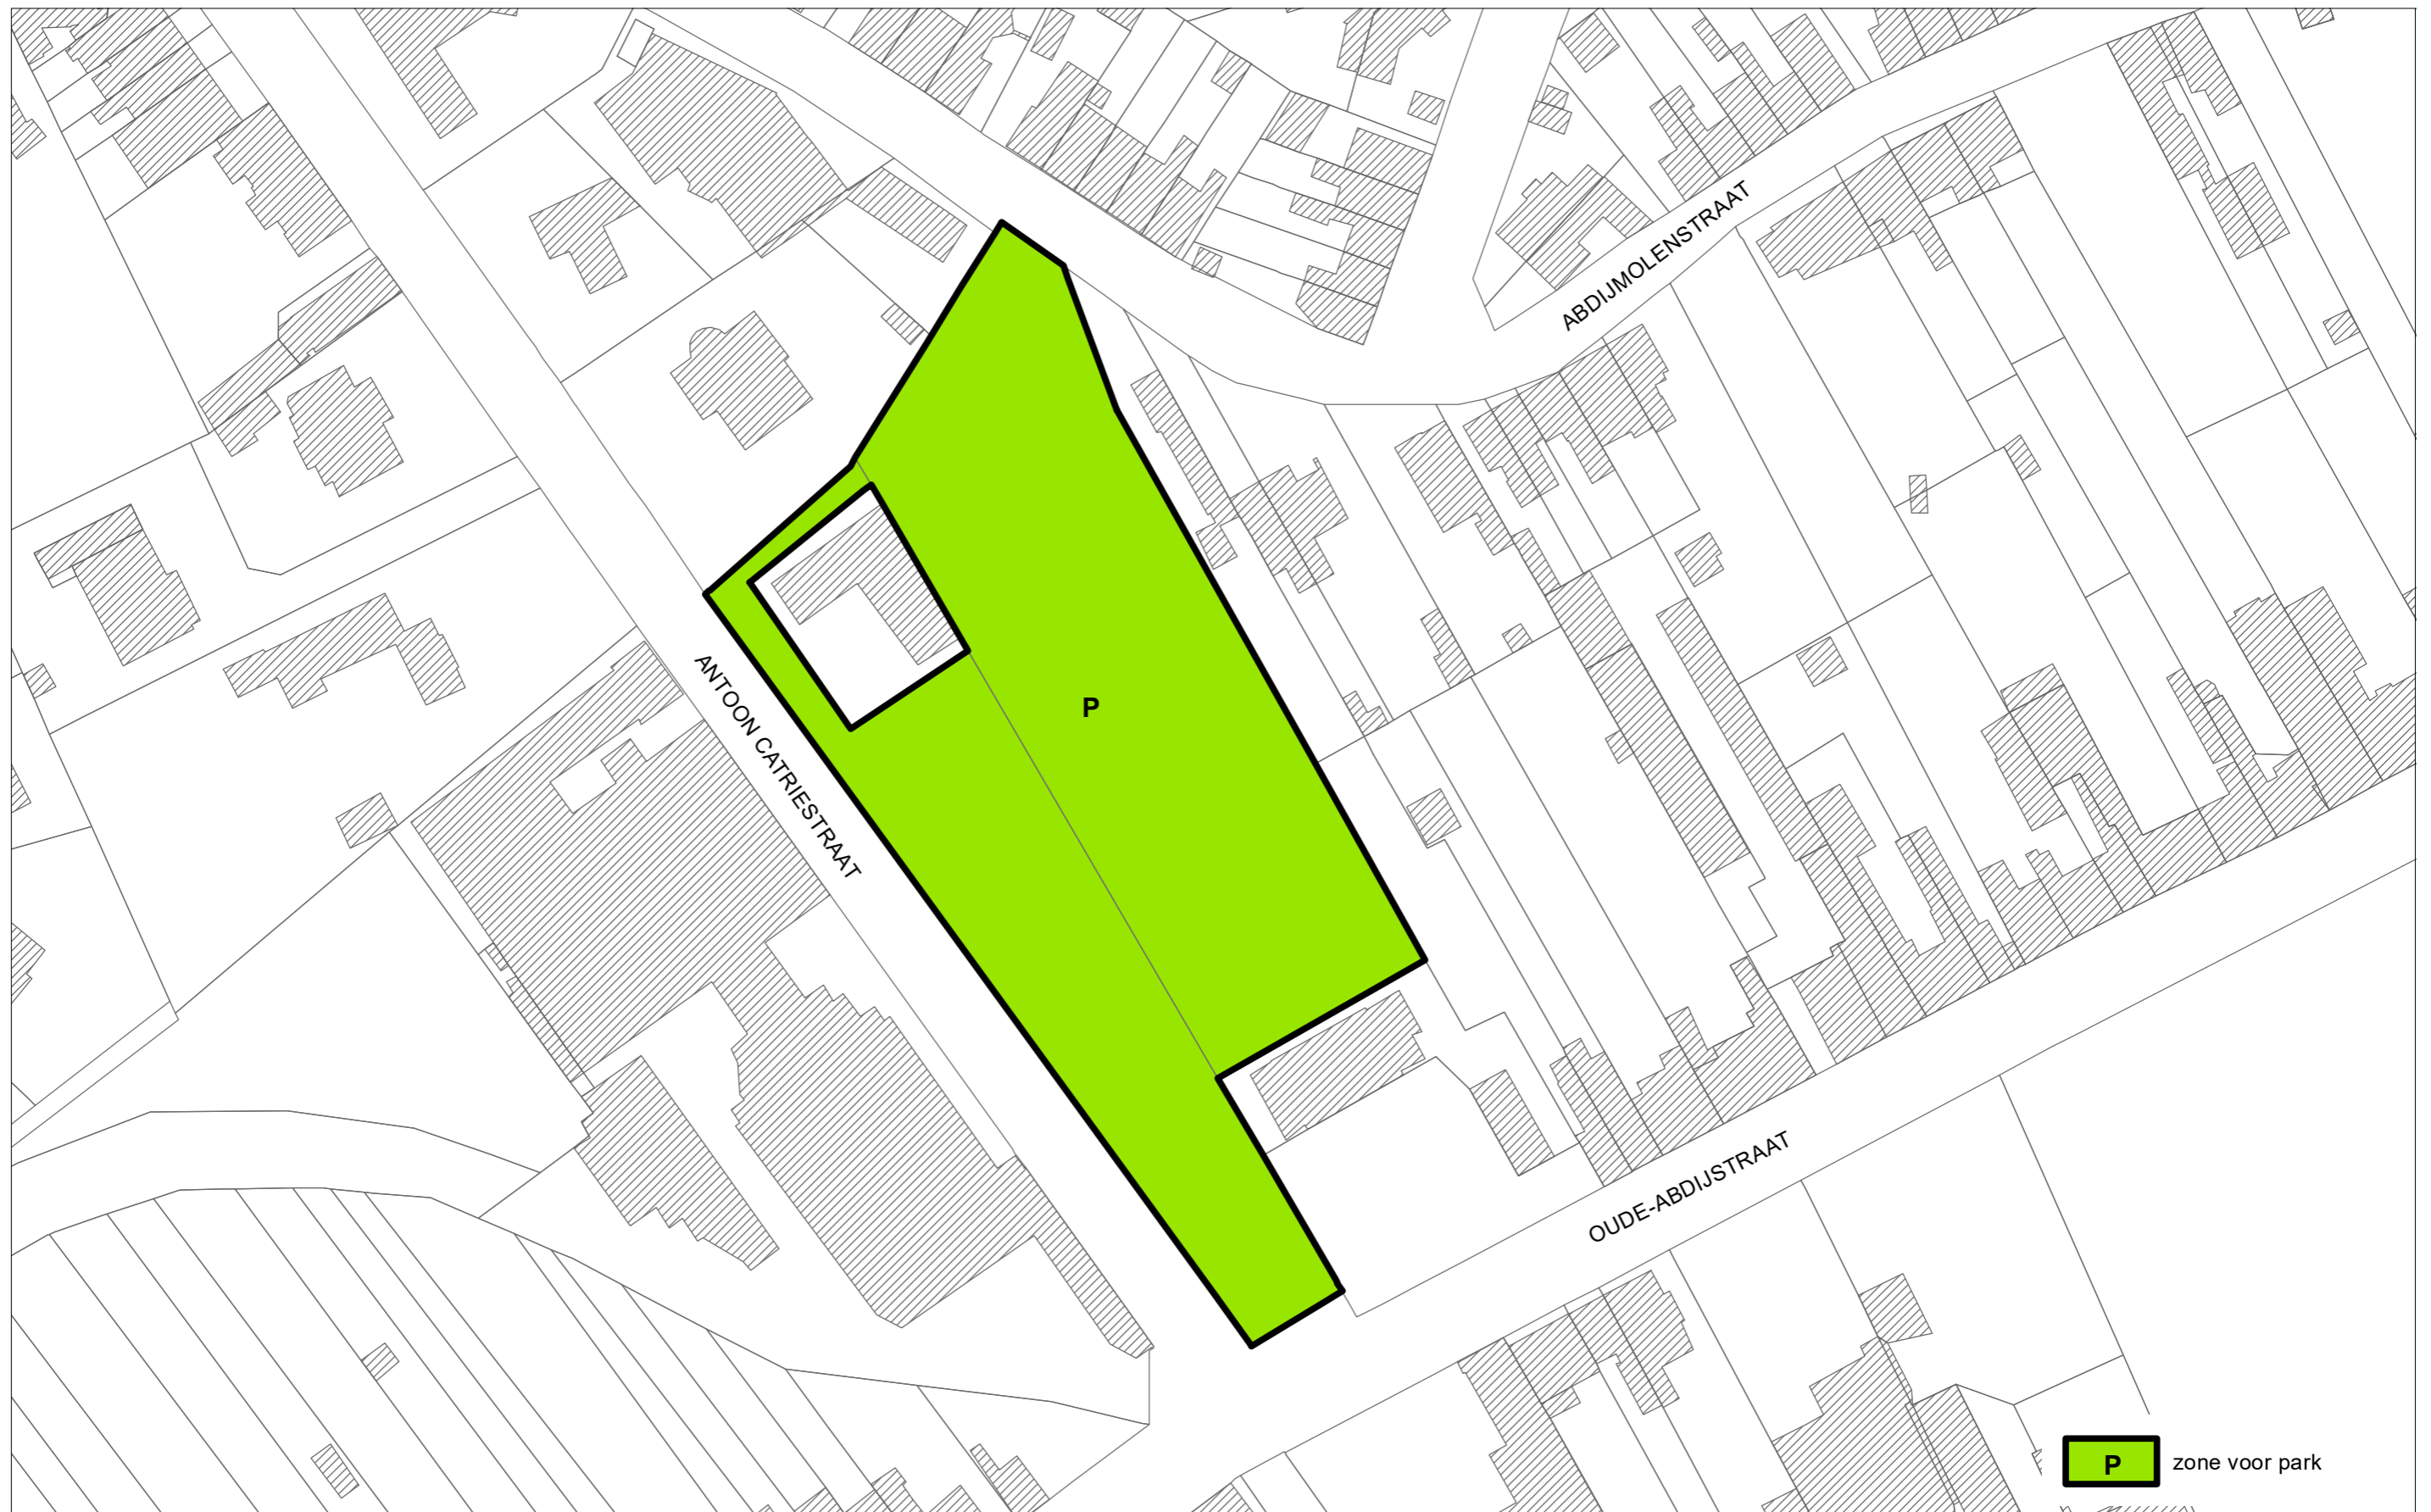 ABDIJMOLENSTRAAT
ANTOON CATRIESTRAAT
P
OUDE-ABDIJSTRAAT
P zone voor park